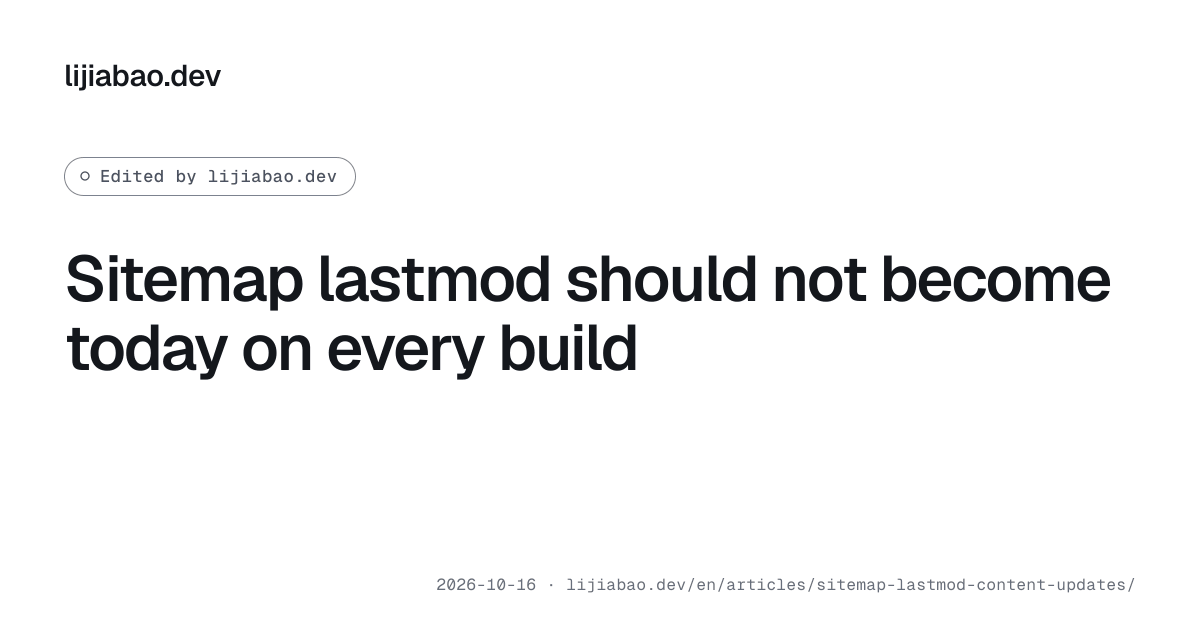 lijiabao.dev
Edited by lijiabao.dev
Sitemap lastmod should not become
today on every build
2026-10-16 · lijiabao.dev/en/articles/sitemap-lastmod-content-updates/